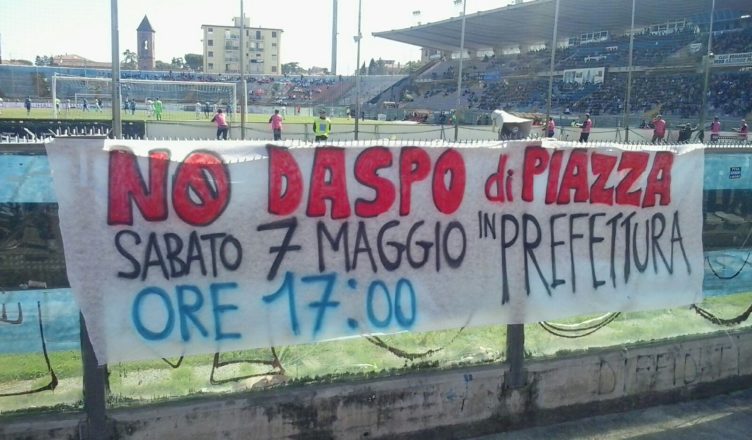 NO DASPO di PIAZZA
SABATO 7 MAGGIO IN PREFETTURA
ORE 17:00